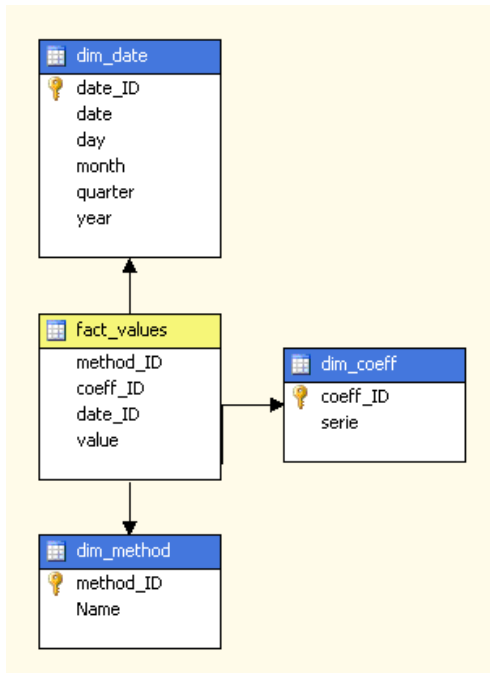 dim_date
date_ID
date
day
month
quarter
year
fact_values
method_ID
coeff_ID
date_ID
value
dim_coeff
coeff_ID
serie
dim_method
method_ID
Name